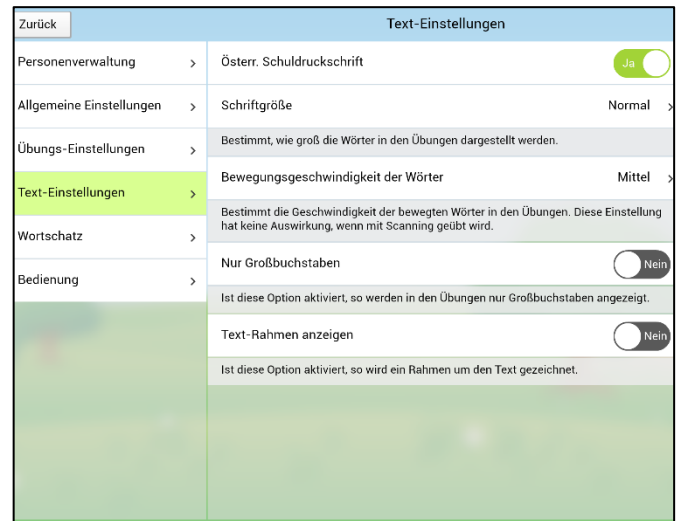 Zurück
Text-Einstellungen
Personenverwaltung
Allgemeine Einstellungen
Übungs-Einstellungen
Text-Einstellungen
Wortschatz
Bedienung
Österr. Schuldruckschrift Ja
Schriftgröße Normal
Bestimmt, wie groß die Wörter in den Übungen dargestellt werden.
Bewegungsgeschwindigkeit der Wörter Mittel
Bestimmt die Geschwindigkeit der bewegten Wörter in den Übungen. Diese Einstellung
hat keine Auswirkung, wenn mit Scanning geübt wird.
Nur Großbuchstaben Nein
Ist diese Option aktiviert, so werden in den Übungen nur Großbuchstaben angezeigt.
Text-Rahmen anzeigen Nein
Ist diese Option aktiviert, so wird ein Rahmen um den Text gezeichnet.